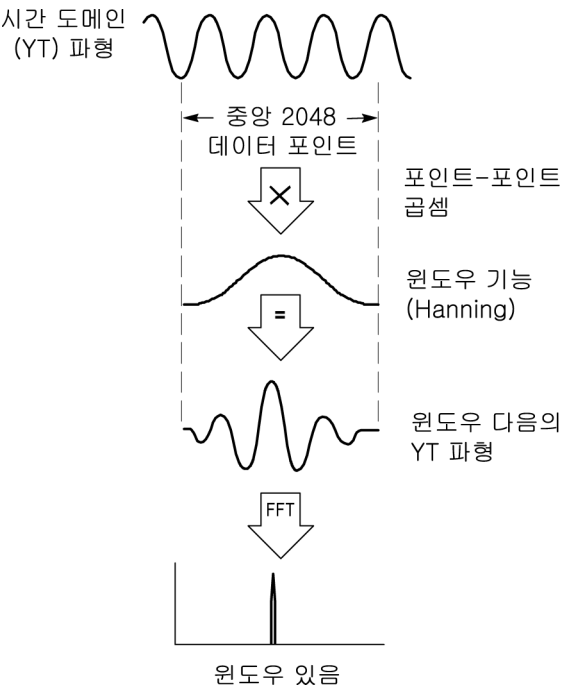 시간 도메인
(YT) 파형
중앙 2048
데이터 포인트
×
포인트-포인트
곱셈
윈도우 기능
(Hanning)
=
윈도우 다음의
YT 파형
FFT
윈도우 있음